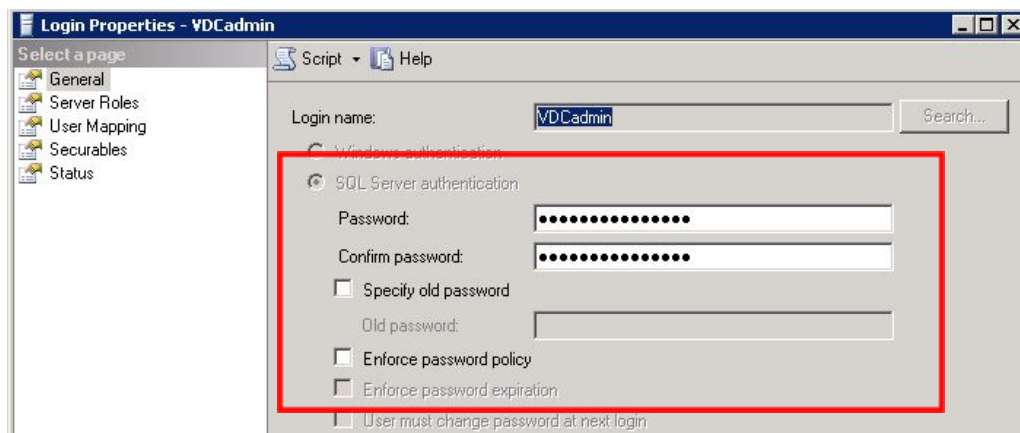 Login Properties - VDCadmin
Select a page
General
Server Roles
User Mapping
Securables
Status
Script Help
Login name: VDCadmin Search...
Windows authentication
SQL Server authentication
Password: ●●●●●●●●●●●●●●●
Confirm password: ●●●●●●●●●●●●●●●
Specify old password
Old password:
Enforce password policy
Enforce password expiration
User must change password at next login